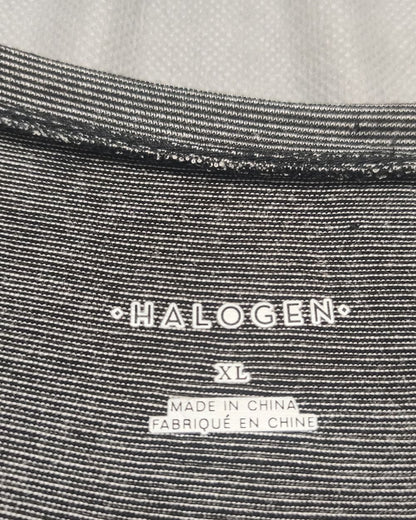 ·HALOGEN·
XL
MADE IN CHINA
FABRIQUÉ EN CHINE